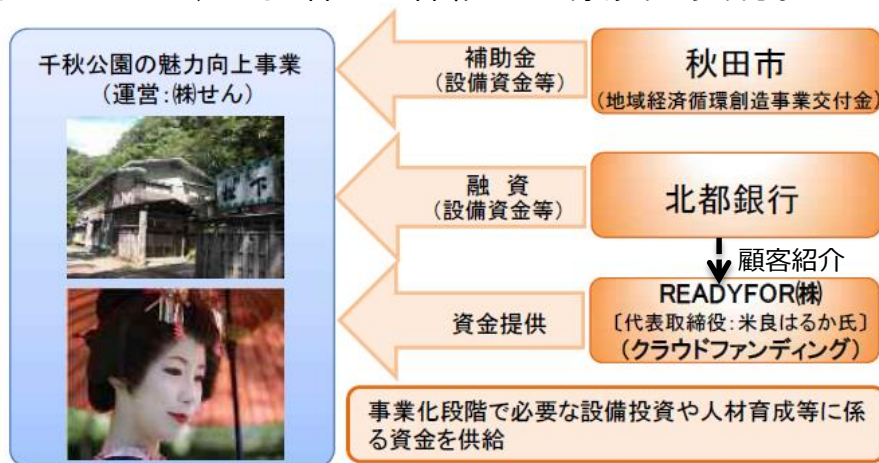 千秋公園の魅力向上事業
(運営:㈱せん)
補助金
(設備資金等)
秋田市
(地域経済循環創造事業交付金)
融 資
(設備資金等)
北都銀行
顧客紹介
資金提供
READYFOR㈱
〔代表取締役:米良はるか氏〕
(クラウドファンディング)
事業化段階で必要な設備投資や人材育成等に係
る資金を供給